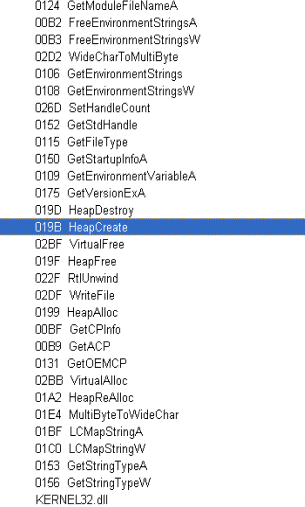 0124 GetModuleFileNameA
00B2 FreeEnvironmentStringsA
00B3 FreeEnvironmentStringsW
02D2 WideCharToMultiByte
0106 GetEnvironmentStrings
0108 GetEnvironmentStringsW
026D SetHandleCount
0152 GetStdHandle
0115 GetFileType
0150 GetStartupInfoA
0109 GetEnvironmentVariableA
0175 GetVersionExA
019D HeapDestroy
019B HeapCreate
02BF VirtualFree
019F HeapFree
022F RtlUnwind
02DF WriteFile
0199 HeapAlloc
00BF GetCPInfo
00B9 GetACP
0131 GetOEMCP
02BB VirtualAlloc
01A2 HeapReAlloc
01E4 MultiByteToWideChar
01BF LCMapStringA
01C0 LCMapStringW
0153 GetStringTypeA
0156 GetStringTypeW
KERNEL32.dll